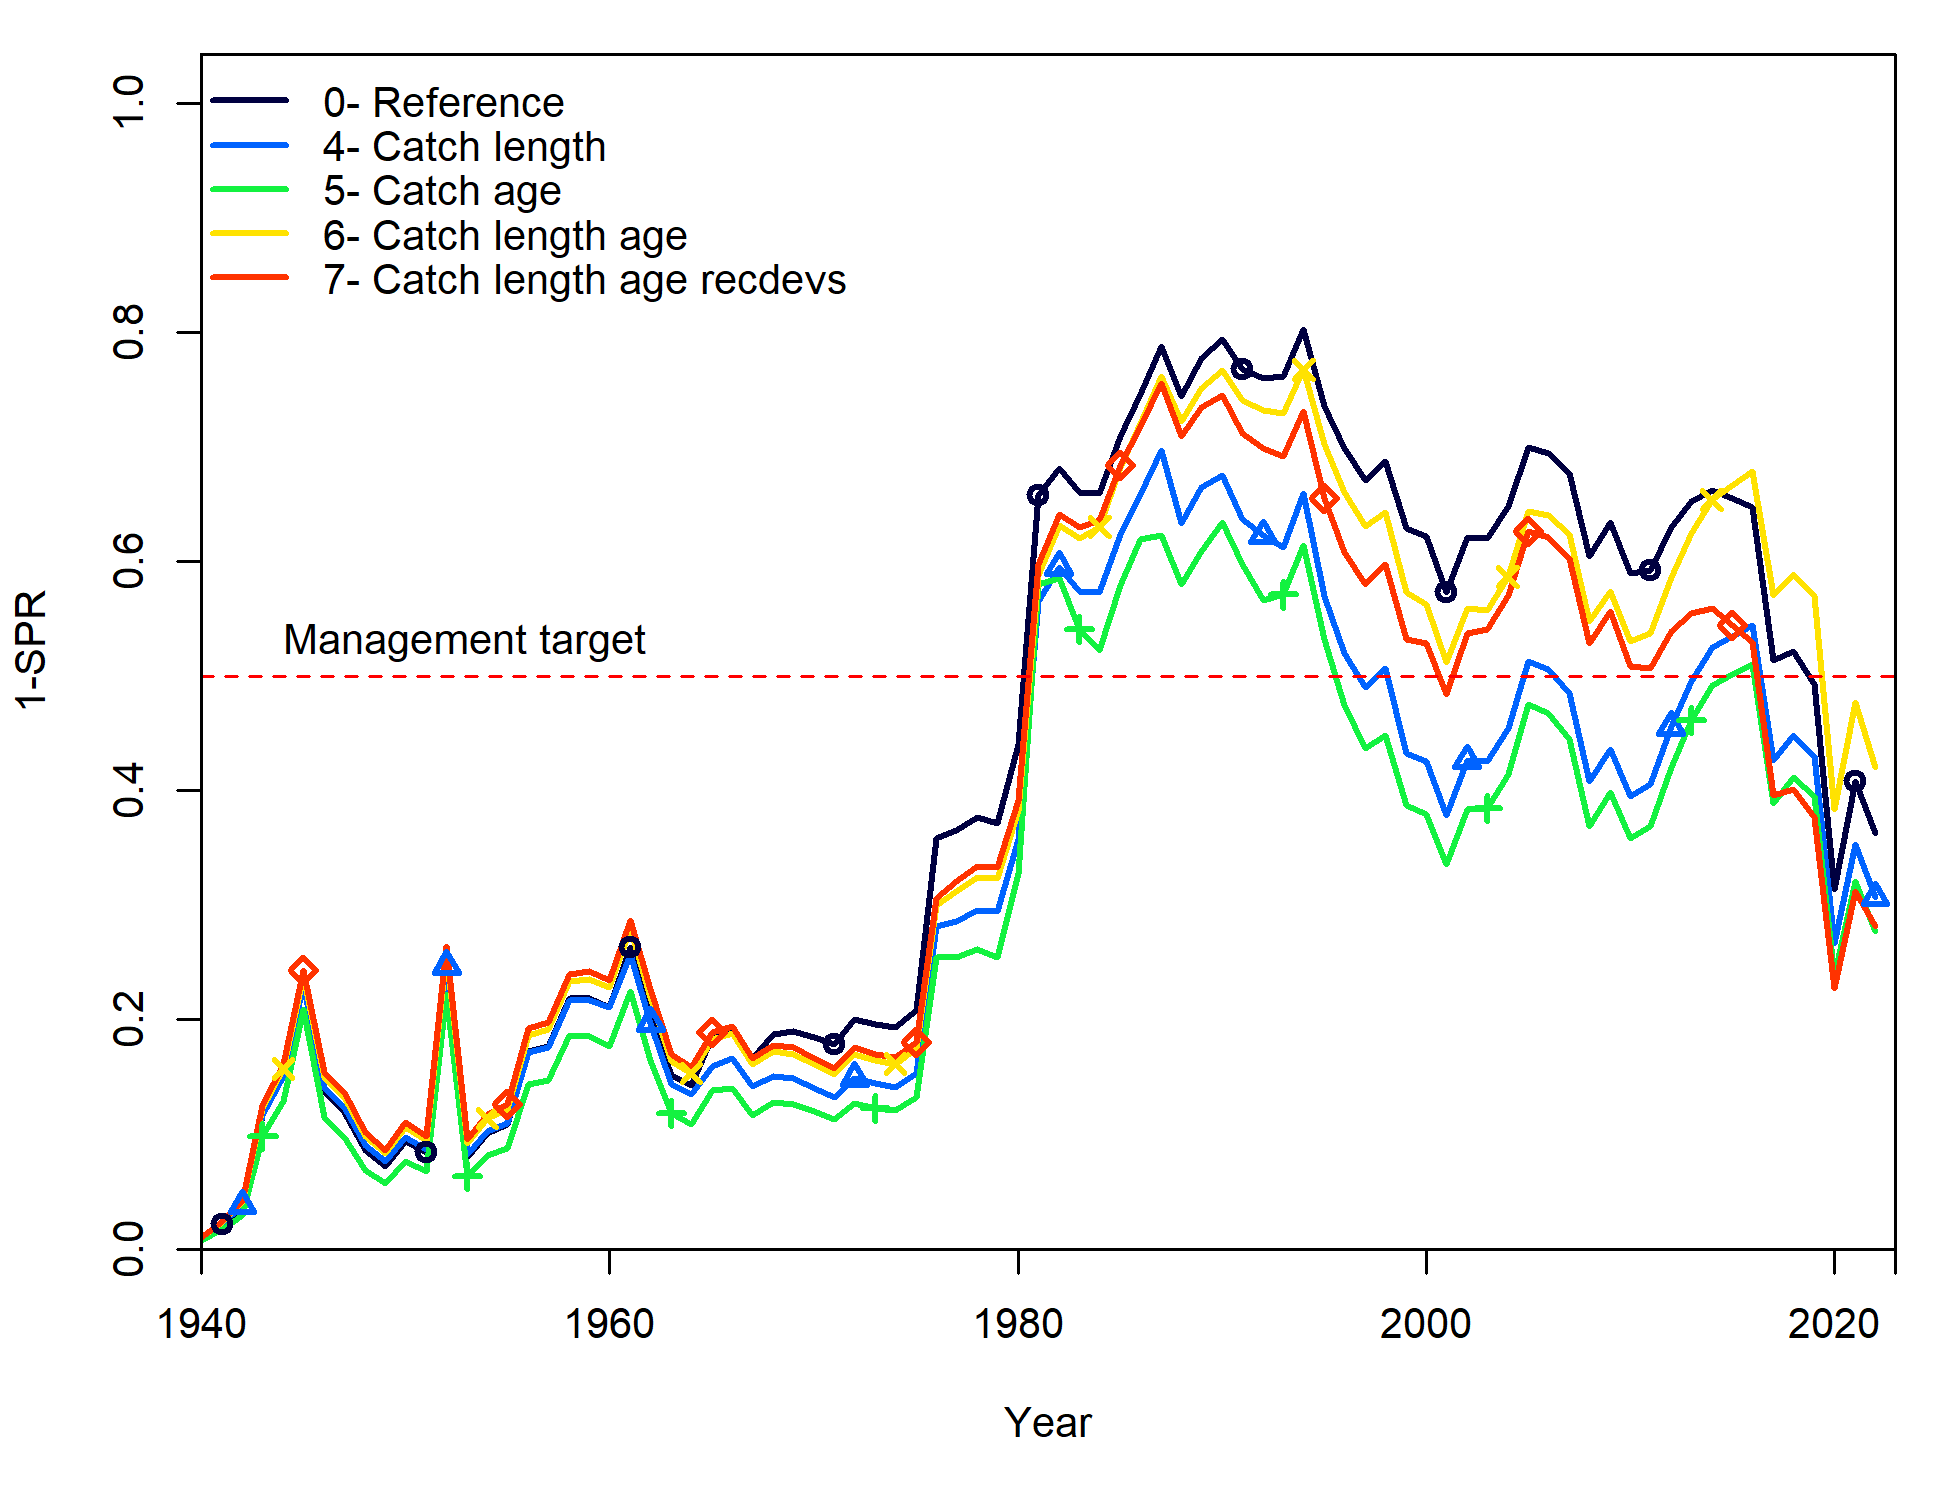 0- Reference
4- Catch length
5- Catch age
6- Catch length age
7- Catch length age recdevs
Management target
1-SPR
1.0
0.8
0.6
0.4
0.2
0.0
1940 1960 1980 2000 2020
Year